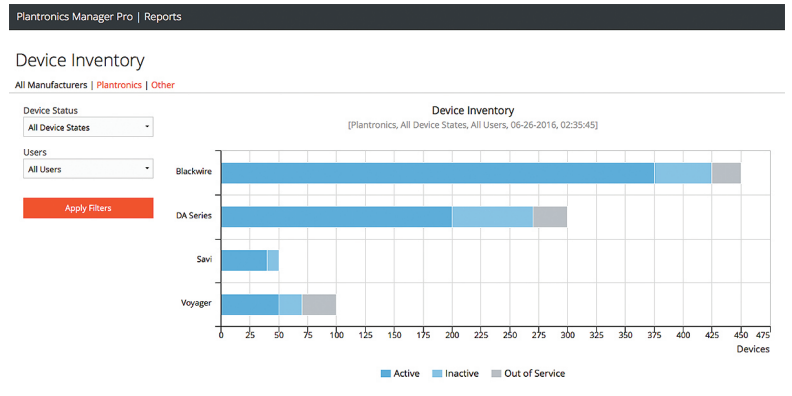 Plantronics Manager Pro | Reports
Device Inventory
All Manufacturers | Plantronics | Other
Device Status
All Device States
Users
All Users
Apply Filters
Device Inventory
[Plantronics, All Device States, All Users, 06-26-2016, 02:35:45]
Blackwire
DA Series
Savi
Voyager
0 25 50 75 100 125 150 175 200 225 250 275 300 325 350 375 400 425 450 475
Devices
Active Inactive Out of Service